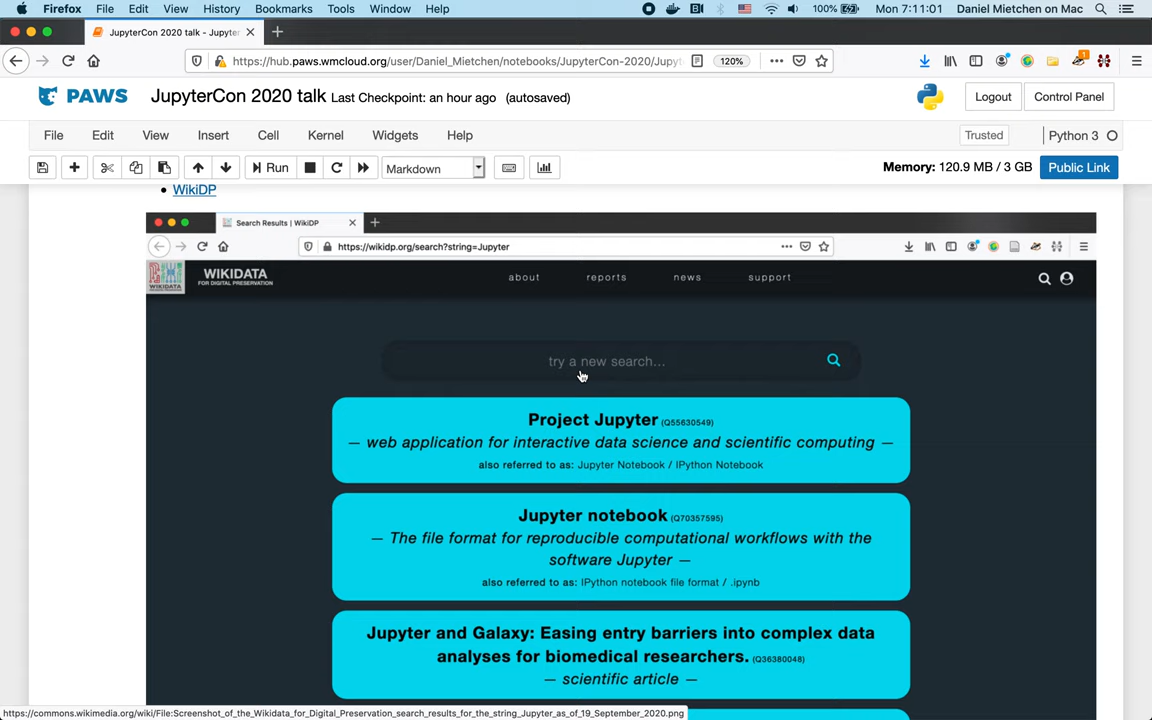 Firefox File Edit View History Bookmarks Tools Window Help 100% Mon 7:11:01 Daniel Mietchen on Mac
JupyterCon 2020 talk - Jupyter
https://hub.paws.wmcloud.org/user/Daniel_Mietchen/notebooks/JupyterCon-2020/Jupyt 120%
PAWS JupyterCon 2020 talk Last Checkpoint: an hour ago (autosaved) Logout Control Panel
File Edit View Insert Cell Kernel Widgets Help Trusted Python 3
Run Markdown Memory: 120.9 MB / 3 GB Public Link
WikiDP
Search Results | WikiDP
https://wikidp.org/search?string=Jupyter
WIKIDATA
FOR DIGITAL PRESERVATION
about reports news support
try a new search...
Project Jupyter (Q55630549)
— web application for interactive data science and scientific computing —
also referred to as: Jupyter Notebook / IPython Notebook
Jupyter notebook (Q70357595)
— The file format for reproducible computational workflows with the
software Jupyter —
also referred to as: IPython notebook file format / .ipynb
Jupyter and Galaxy: Easing entry barriers into complex data
analyses for biomedical researchers. (Q36380048)
— scientific article —
https://commons.wikimedia.org/wiki/File:Screenshot_of_the_Wikidata_for_Digital_Preservation_search_results_for_the_string_Jupyter_as_of_19_September_2020.png